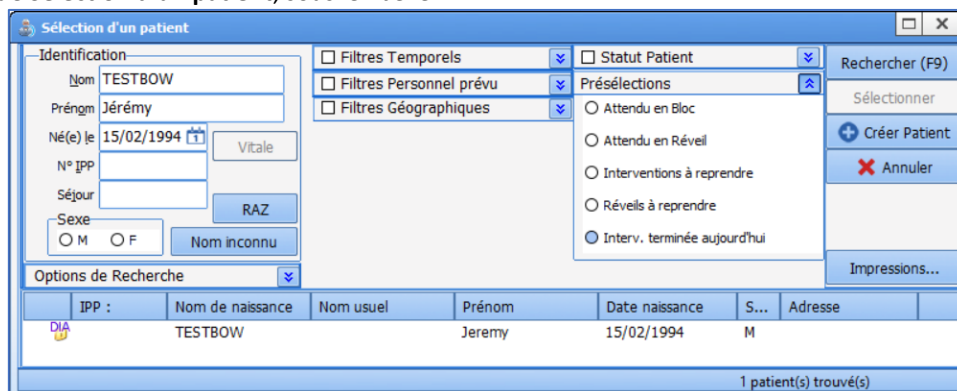 Sélection d'un patient
Identification
Nom TESTBOW
Prénom Jérémy
Né(e) le 15/02/1994
Vitale
N° IPP
Séjour
RAZ
Sexe
M F
Nom inconnu
Options de Recherche
Filtres Temporels
Filtres Personnel prévu
Filtres Géographiques
Statut Patient
Présélections
Attendu en Bloc
Attendu en Réveil
Interventions à reprendre
Réveils à reprendre
Interv. terminée aujourd'hui
Rechercher (F9)
Sélectionner
Créer Patient
Annuler
Impressions...
IPP : Nom de naissance Nom usuel Prénom Date naissance S... Adresse
DIA TESTBOW Jeremy 15/02/1994 M
1 patient(s) trouvé(s)